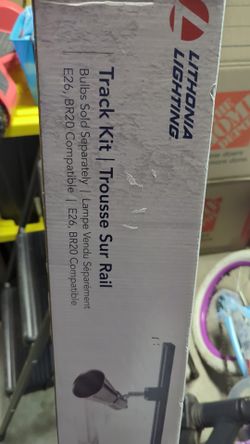 LITHONIA
LIGHTING
Track Kit | Trousse Sur Rail
Bulbs Sold Separately | Lampe Vendu Séparément
E26, BR20 Compatible | E26, BR20 Compatible